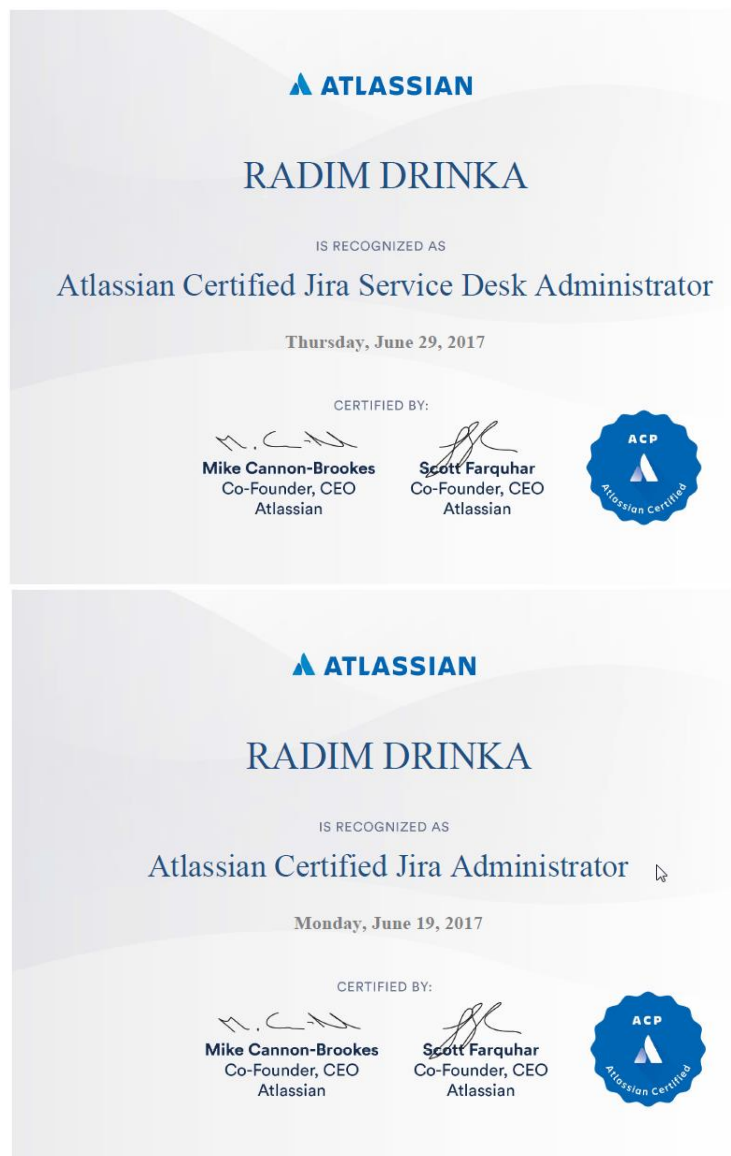 ATLASSIAN
RADIM DRINKA
IS RECOGNIZED AS
Atlassian Certified Jira Service Desk Administrator
Thursday, June 29, 2017
CERTIFIED BY:
Mike Cannon-Brookes
Co-Founder, CEO
Atlassian
Scott Farquhar
Co-Founder, CEO
Atlassian
ACP
Atlassian Certified
ATLASSIAN
RADIM DRINKA
IS RECOGNIZED AS
Atlassian Certified Jira Administrator
Monday, June 19, 2017
CERTIFIED BY:
Mike Cannon-Brookes
Co-Founder, CEO
Atlassian
Scott Farquhar
Co-Founder, CEO
Atlassian
ACP
Atlassian Certified